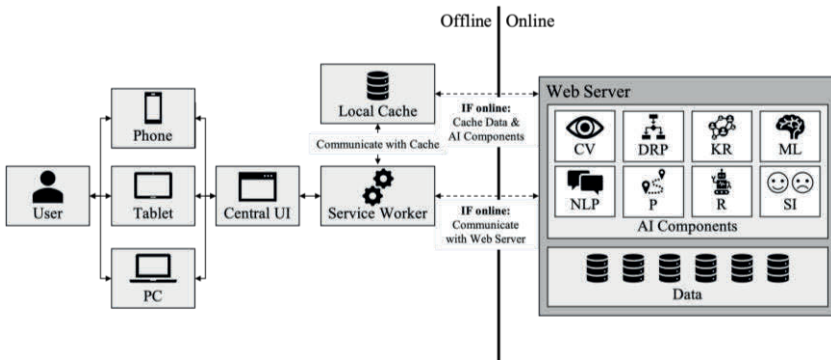 Offline
Online
Phone
Tablet
PC
User
Central UI
Local Cache
Communicate with Cache
Service Worker
IF online:
Cache Data &
AI Components
IF online:
Communicate
with Web Server
Web Server
CV
DRP
KR
ML
NLP
P
R
SI
AI Components
Data